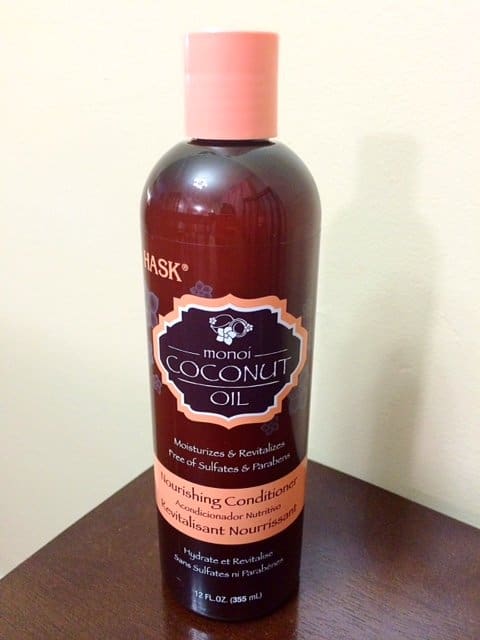 HASK®
monoi
COCONUT
OIL
Moisturizes & Revitalizes
Free of Sulfates & Parabens
Nourishing Conditioner
Acondicionador Nutritivo
Revitalisant Nourrissant
Hydrate et Revitalise
Sans Sulfates ni Parabènes
12 FL.OZ. (355 mL)